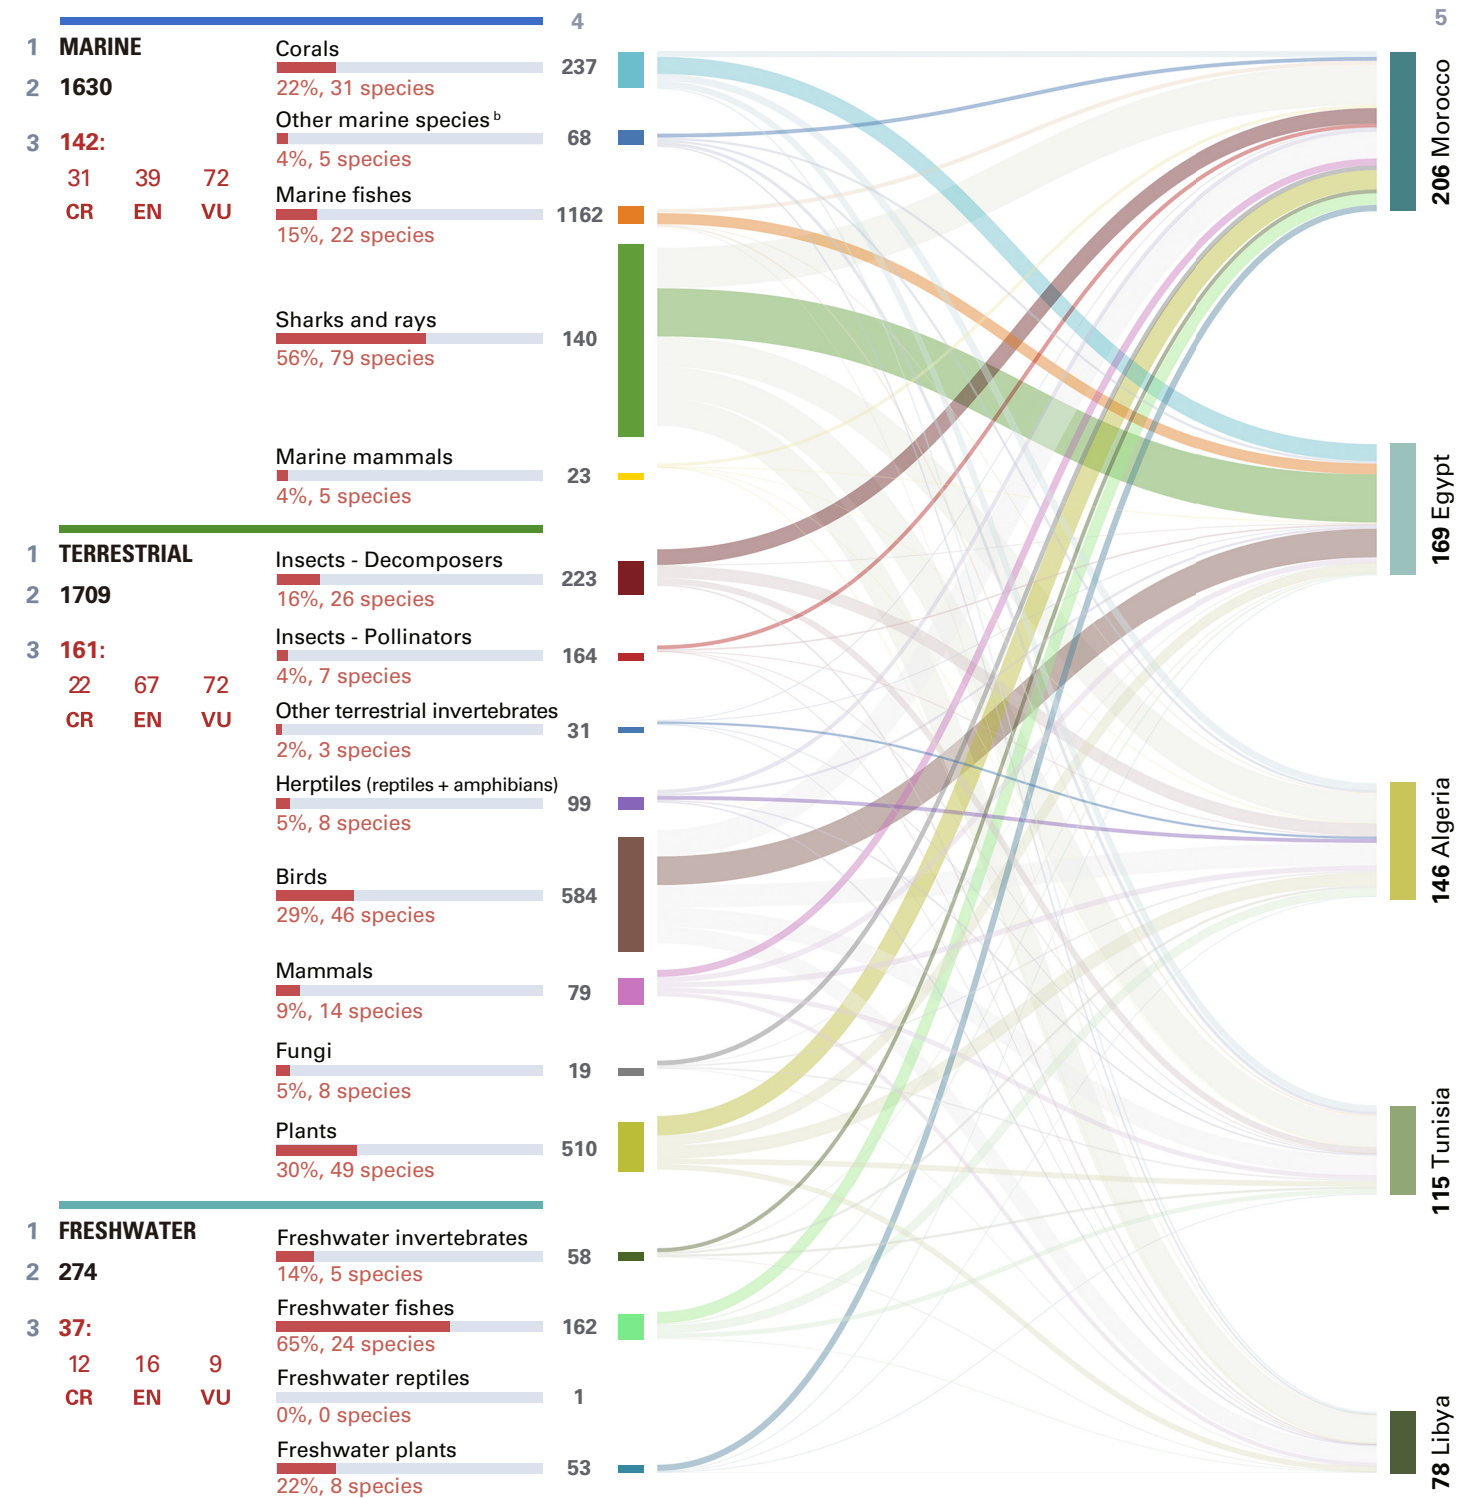 4
5
1 MARINE
2 1630
3 142:
31 39 72
CR EN VU
Corals
22%, 31 species
237
Other marine species b
4%, 5 species
68
Marine fishes
15%, 22 species
1162
Sharks and rays
56%, 79 species
140
Marine mammals
4%, 5 species
23
1 TERRESTRIAL
2 1709
3 161:
22 67 72
CR EN VU
Insects - Decomposers
16%, 26 species
223
Insects - Pollinators
4%, 7 species
164
Other terrestrial invertebrates
2%, 3 species
31
Herptiles (reptiles + amphibians)
5%, 8 species
99
Birds
29%, 46 species
584
Mammals
9%, 14 species
79
Fungi
5%, 8 species
19
Plants
30%, 49 species
510
1 FRESHWATER
2 274
3 37:
12 16 9
CR EN VU
Freshwater invertebrates
14%, 5 species
58
Freshwater fishes
65%, 24 species
162
Freshwater reptiles
0%, 0 species
1
Freshwater plants
22%, 8 species
53
206 Morocco
169 Egypt
146 Algeria
115 Tunisia
78 Libya